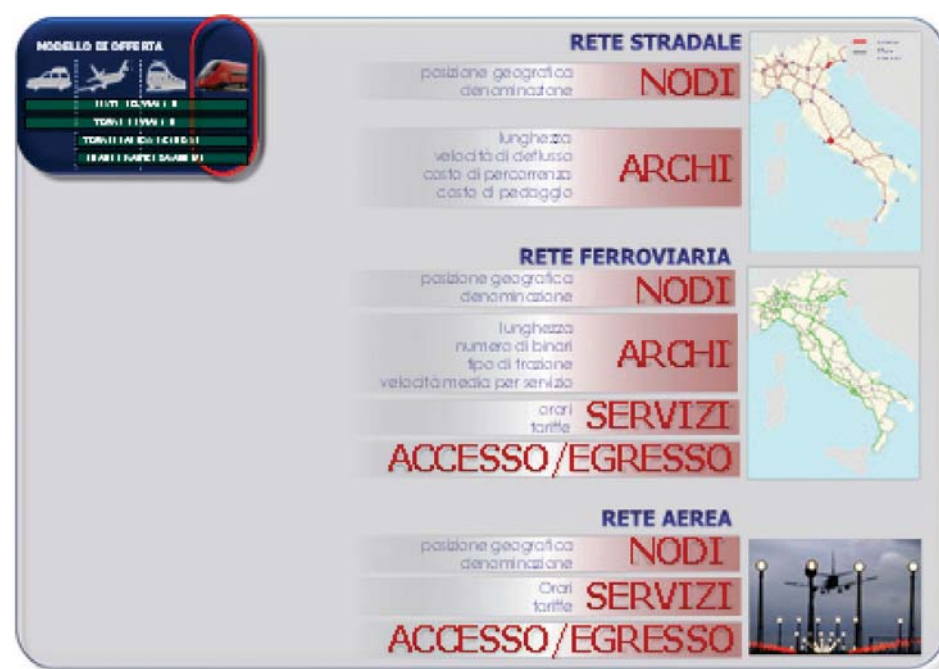 MODELLO DI OFFERTA
RETE STRADALE
posizione geografica
denominazione
NODI
lunghezza
velocità di deflusso
costo di percorrenza
costo di pedaggio
ARCHI
RETE FERROVIARIA
posizione geografica
denominazione
NODI
lunghezza
numero di binari
tipo di trazione
velocità media per servizio
ARCHI
orari
tariffe
SERVIZI
ACCESSO/EGRESSO
RETE AEREA
posizione geografica
denominazione
NODI
Orari
tariffe
SERVIZI
ACCESSO/EGRESSO